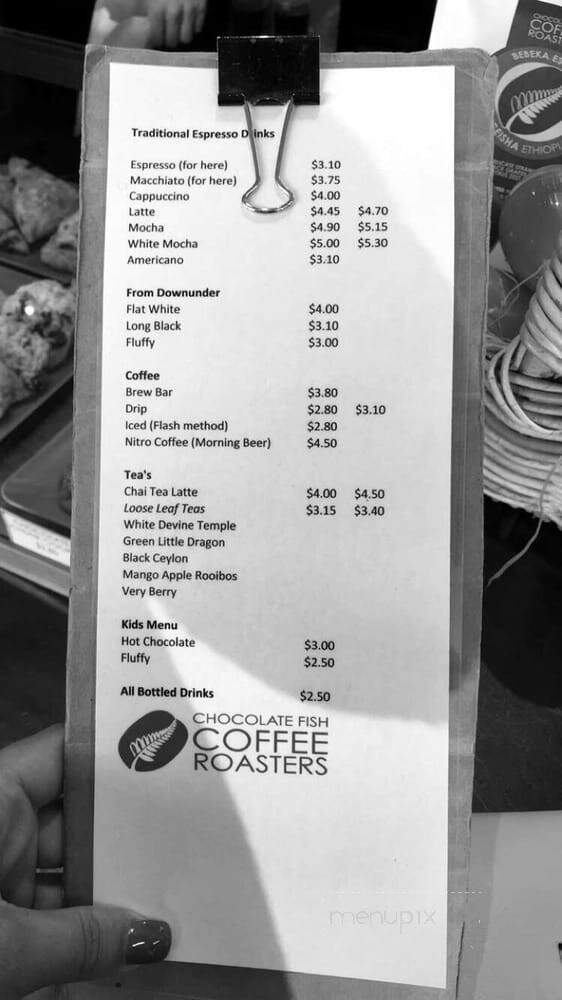 Traditional Espresso D inks
Espresso (for here) $3.10
Macchiato (for here) $3.75
Cappuccino $4.00
Latte $4.45 $4.70
Mocha $4.90 $5.15
White Mocha $5.00 $5.30
Americano $3.10
From Downunder
Flat White $4.00
Long Black $3.10
Fluffy $3.00
Coffee
Brew Bar $3.80
Drip $2.80 $3.10
Iced (Flash method) $2.80
Nitro Coffee (Morning Beer) $4.50
Tea's
Chai Tea Latte $4.00 $4.50
Loose Leaf Teas $3.15 $3.40
White Devine Temple
Green Little Dragon
Black Ceylon
Mango Apple Rooibos
Very Berry
Kids Menu
Hot Chocolate $3.00
Fluffy $2.50
All Bottled Drinks $2.50
CHOCOLATE FISH
COFFEE
ROASTERS
menupix
BEBEKA
ETHIOPI